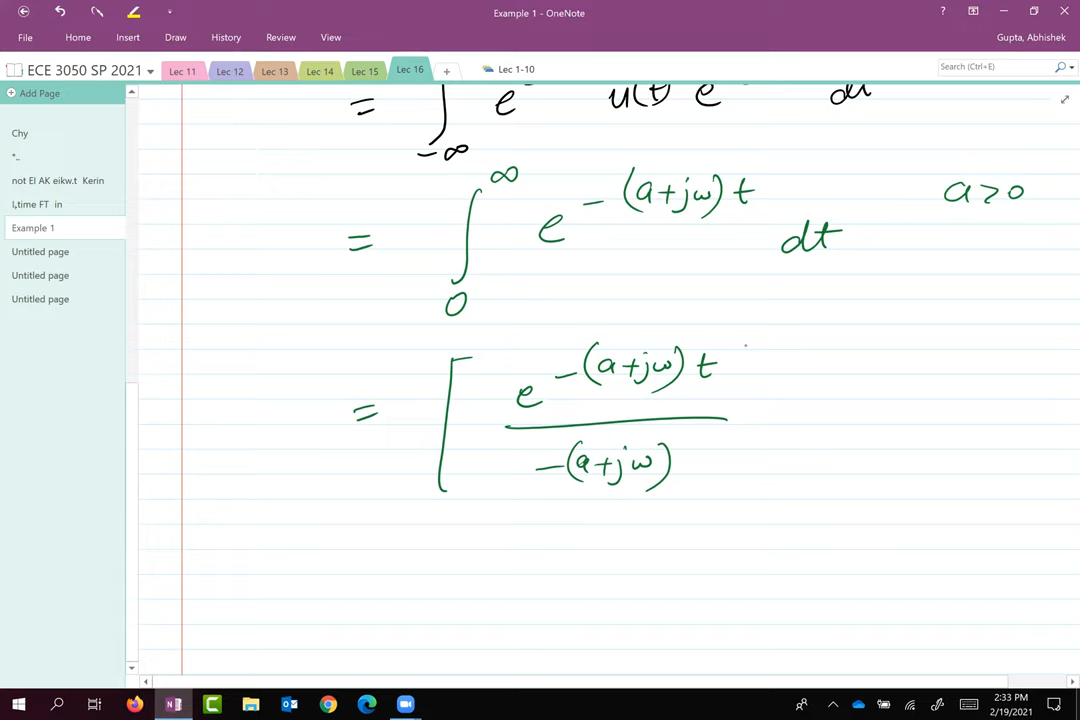 Example 1 - OneNote
?
File Home Insert Draw History Review View
Gupta, Abhishek
ECE 3050 SP 2021 Lec 11 Lec 12 Lec 13 Lec 14 Lec 15 Lec 16 + Lec 1-10
Search (Ctrl+E)
Add Page
Chy
*..
not El AK eikw.t Kerin
l,time FT in
Example 1
Untitled page
Untitled page
Untitled page
= ∫_{-∞} e^- u(t) e^- dt
= ∫_0^∞ e^{-(a+jω)t} dt a>0
= [ e^{-(a+jω)t} / -(a+jω)
2:33 PM
2/19/2021